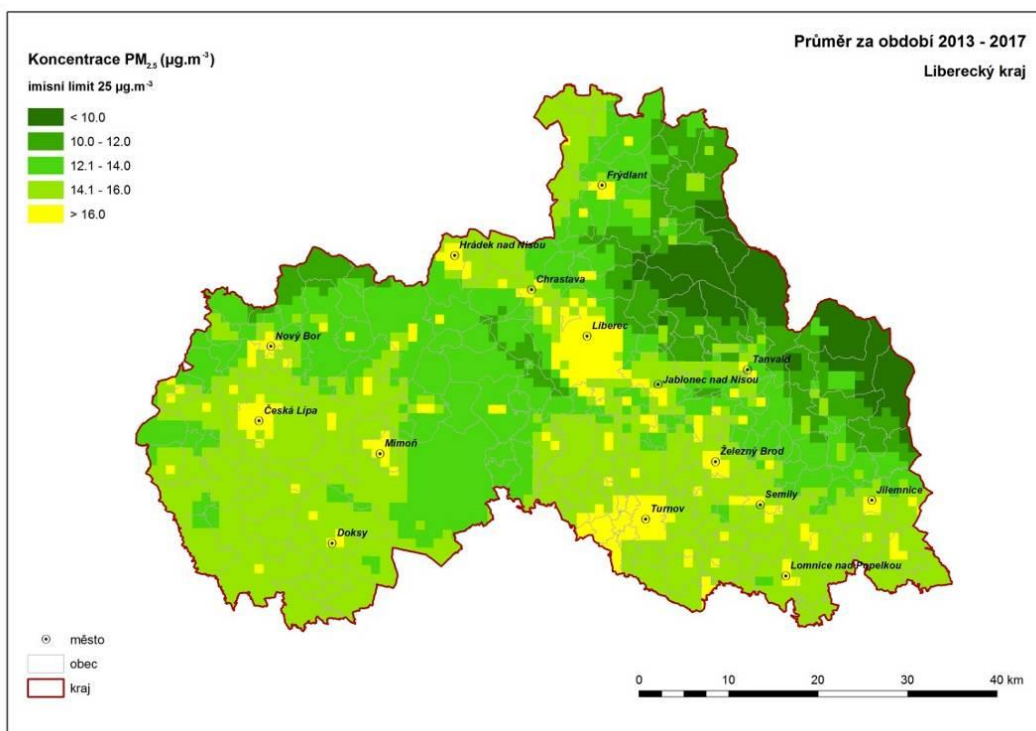 Průměr za období 2013 - 2017
Liberecký kraj
Koncentrace PM2.5 (µg.m-3)
imisní limit 25 µg.m-3
< 10.0
10.0 - 12.0
12.1 - 14.0
14.1 - 16.0
> 16.0
Frýdlant
Hrádek nad Nisou
Chrastava
Liberec
Nový Bor
Tanvald
Jablonec nad Nisou
Česká Lípa
Mimoň
Železný Brod
Jilemnice
Semily
Turnov
Doksy
Lomnice nad Popelkou
město
obec
kraj
0 10 20 30 40 km